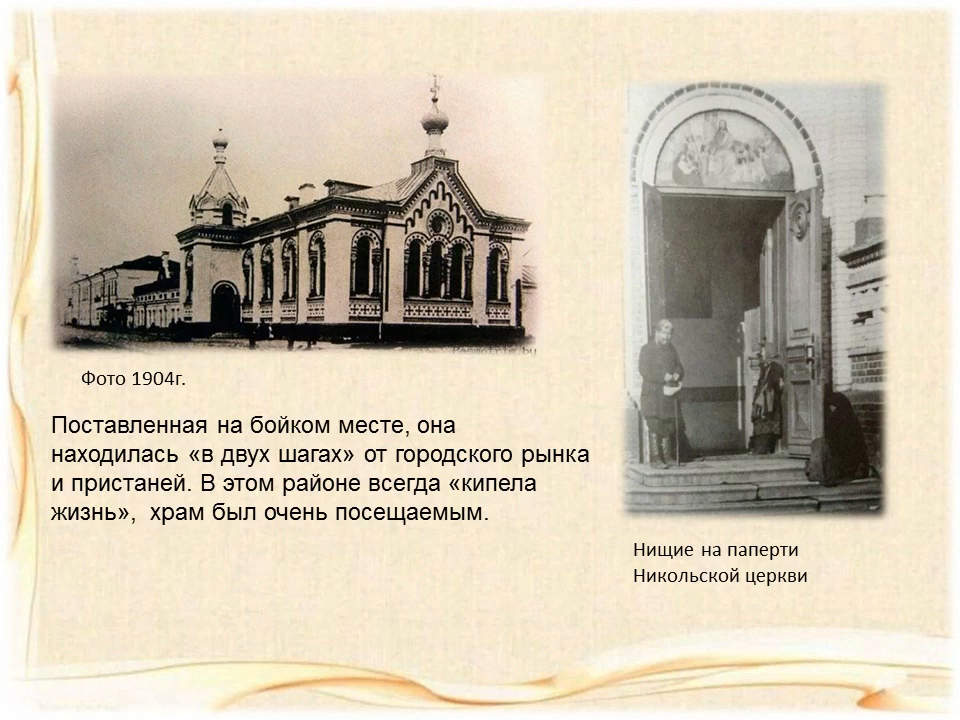 Фото 1904г.
Поставленная на бойком месте, она
находилась «в двух шагах» от городского рынка
и пристаней. В этом районе всегда «кипела
жизнь», храм был очень посещаемым.
Нищие на паперти
Никольской церкви